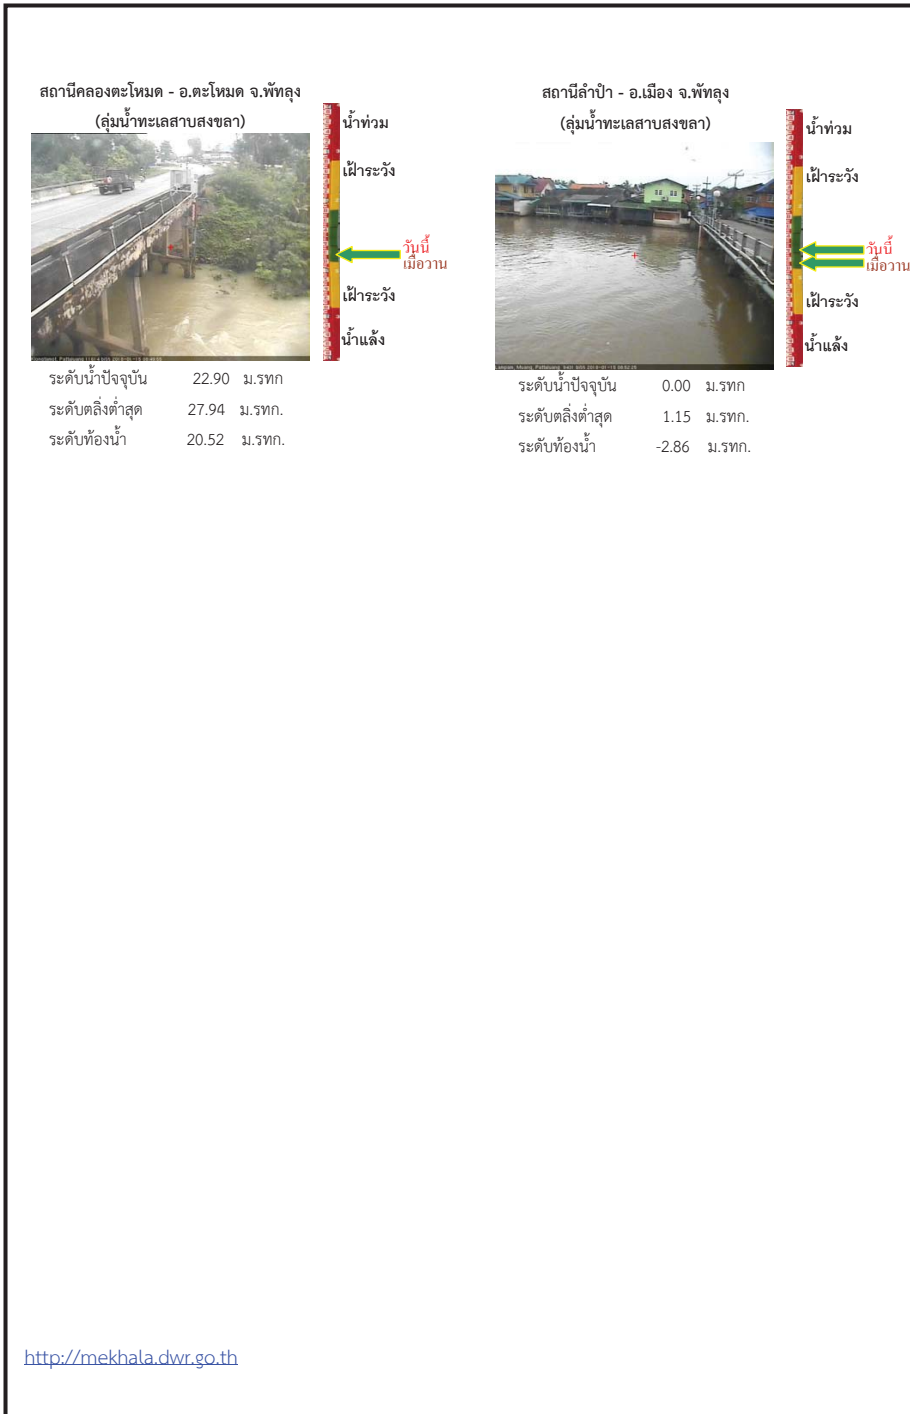 สถานีคลองตะโหมด - อ.ตะโหมด จ.พัทลุง
(ลุ่มน้ำทะเลสาบสงขลา)
น้ำท่วม
เฝ้าระวัง
วันนี้
เมื่อวาน
เฝ้าระวัง
น้ำแล้ง
ระดับน้ำปัจจุบัน 22.90 ม.รทก
ระดับตลิ่งต่ำสุด 27.94 ม.รทก.
ระดับท้องน้ำ 20.52 ม.รทก.
สถานีลำปำ - อ.เมือง จ.พัทลุง
(ลุ่มน้ำทะเลสาบสงขลา)
น้ำท่วม
เฝ้าระวัง
วันนี้
เมื่อวาน
เฝ้าระวัง
น้ำแล้ง
ระดับน้ำปัจจุบัน 0.00 ม.รทก
ระดับตลิ่งต่ำสุด 1.15 ม.รทก.
ระดับท้องน้ำ -2.86 ม.รทก.
http://mekhala.dwr.go.th